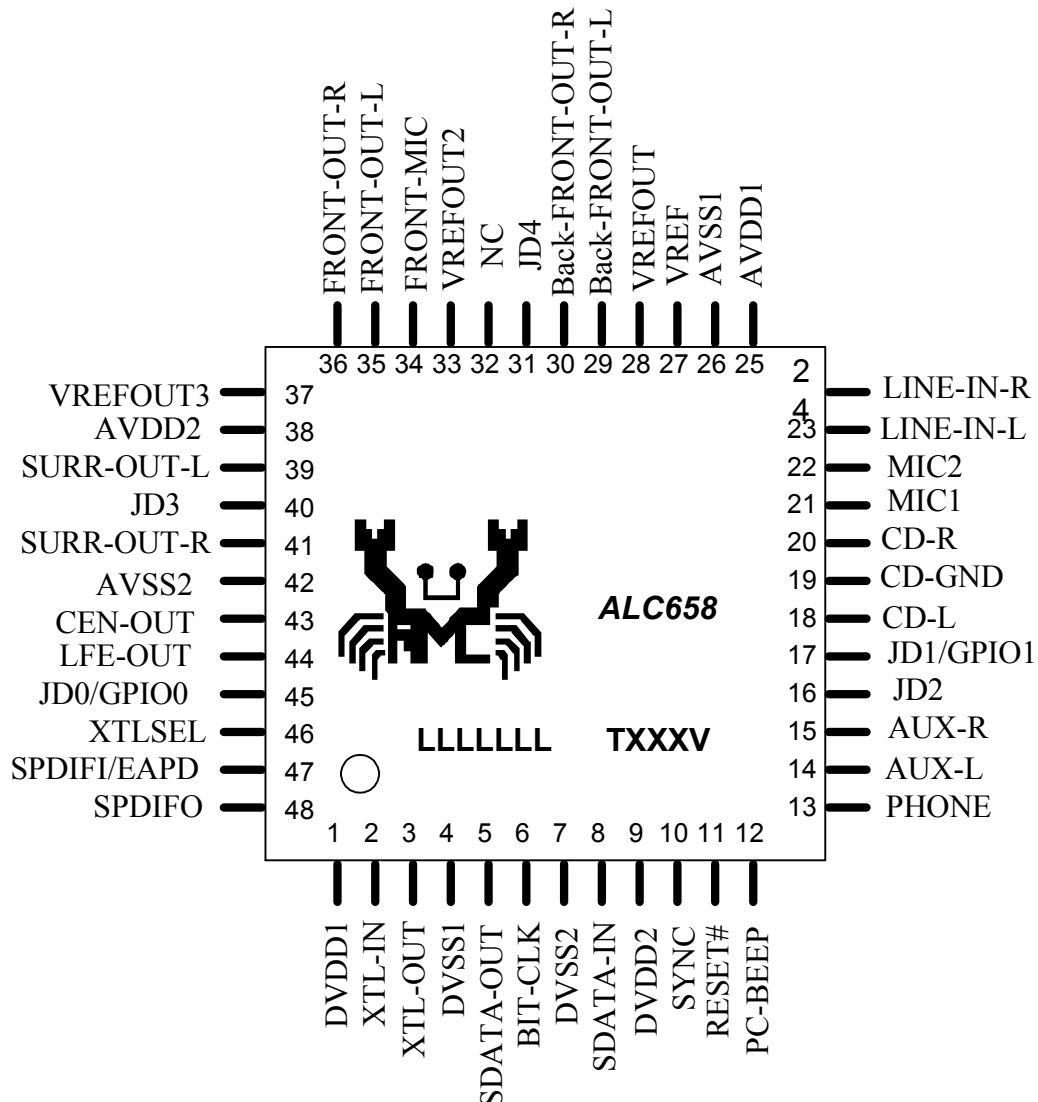 FRONT-OUT-R
FRONT-OUT-L
FRONT-MIC
VREFOUT2
NC
JD4
Back-FRONT-OUT-R
Back-FRONT-OUT-L
VREFOUT
VREF
AVSS1
AVDD1
36 35 34 33 32 31 30 29 28 27 26 25
VREFOUT3 37
AVDD2 38
SURR-OUT-L 39
JD3 40
SURR-OUT-R 41
AVSS2 42
CEN-OUT 43
LFE-OUT 44
JD0/GPIO0 45
XTLSEL 46
SPDIFI/EAPD 47
SPDIFO 48
ALC658
LLLLLLL TXXXV
2
4 LINE-IN-R
23 LINE-IN-L
22 MIC2
21 MIC1
20 CD-R
19 CD-GND
18 CD-L
17 JD1/GPIO1
16 JD2
15 AUX-R
14 AUX-L
13 PHONE
1 2 3 4 5 6 7 8 9 10 11 12
DVDD1
XTL-IN
XTL-OUT
DVSS1
SDATA-OUT
BIT-CLK
DVSS2
SDATA-IN
DVDD2
SYNC
RESET#
PC-BEEP